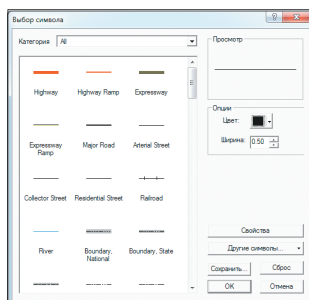 Выбор символа
Категория All
Просмотр
Highway Highway Ramp Expressway
Опции
Цвет:
Expressway Ramp Major Road Arterial Street
Ширина: 0.50
Collector Street Residential Street Railroad
River Boundary, National Boundary, State
Свойства
Другие символы...
Сохранить... Сброс
OK Отмена